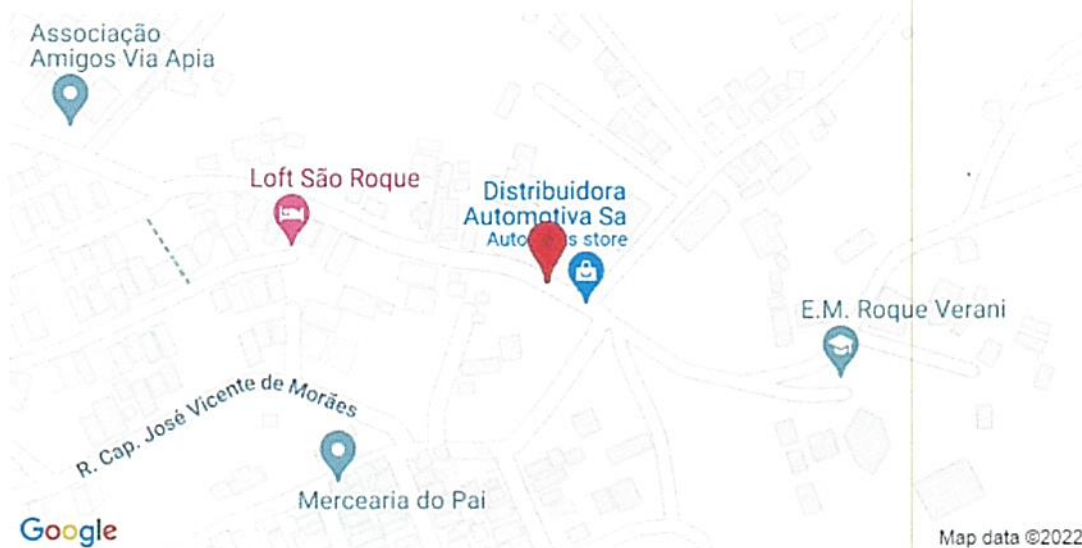 Associação
Amigos Via Apia
Loft São Roque
Distribuidora
Automotiva Sa
store
E.M. Roque Verani
R. Cap. José Vicente de Morães
Mercearia do Pai
Google
Map data ©2022